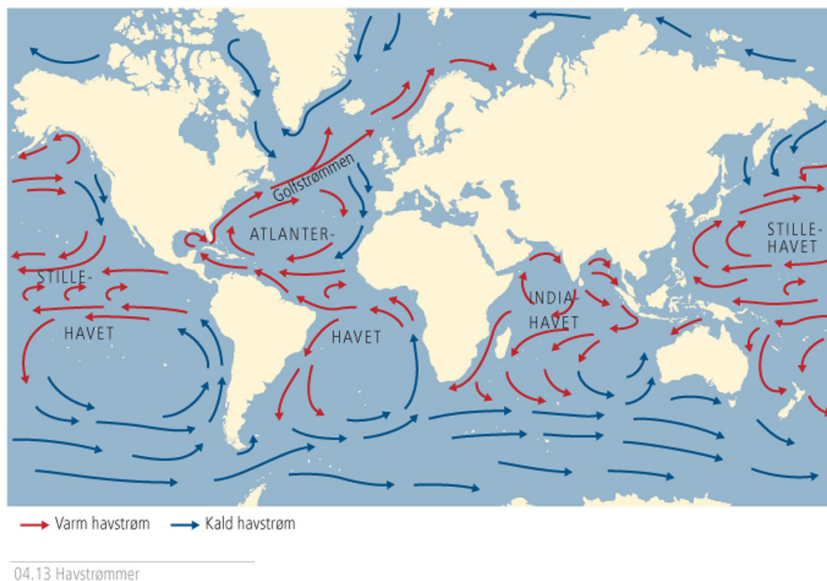 Golfstrømmen
ATLANTER-
HAVET
STILLE-
HAVET
INDIA-
HAVET
STILLE-
HAVET
Varm havstrøm
Kald havstrøm
04.13 Havstrømmer